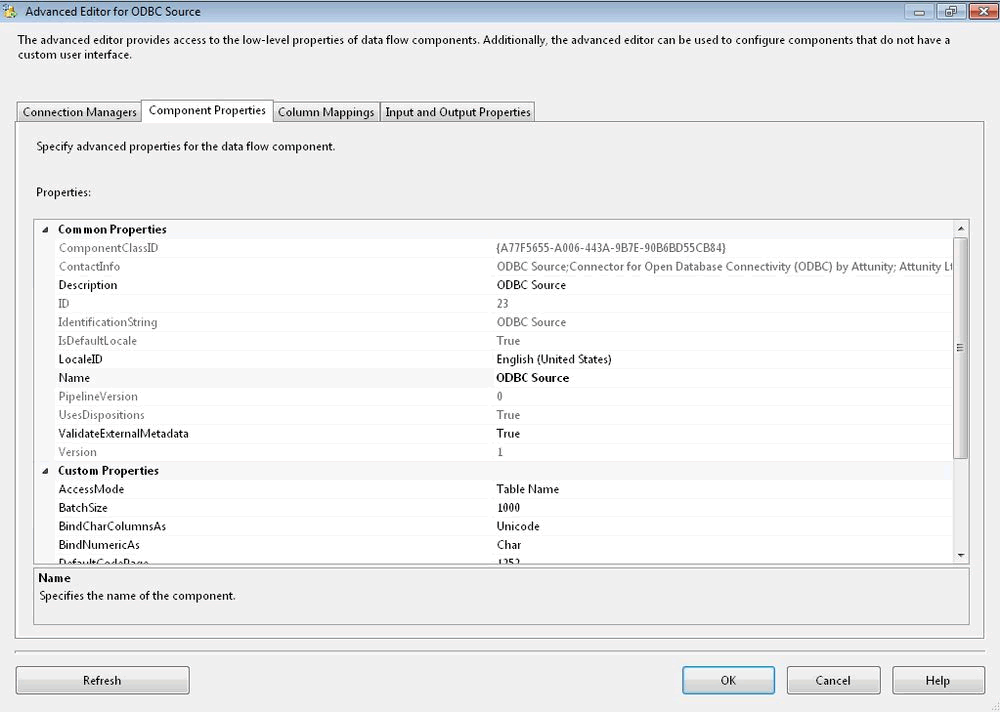 Advanced Editor for ODBC Source
The advanced editor provides access to the low-level properties of data flow components. Additionally, the advanced editor can be used to configure components that do not have a
custom user interface.
Connection Managers Component Properties Column Mappings Input and Output Properties
Specify advanced properties for the data flow component.
Properties:
Common Properties
ComponentClassID {A77F5655-A006-443A-9B7E-90B6BD55CB84}
ContactInfo ODBC Source;Connector for Open Database Connectivity (ODBC) by Attunity; Attunity Lt
Description ODBC Source
ID 23
IdentificationString ODBC Source
IsDefaultLocale True
LocaleID English (United States)
Name ODBC Source
PipelineVersion 0
UsesDispositions True
ValidateExternalMetadata True
Version 1
Custom Properties
AccessMode Table Name
BatchSize 1000
BindCharColumnsAs Unicode
BindNumericAs Char
DefaultCodePage 1252
Name
Specifies the name of the component.
Refresh OK Cancel Help